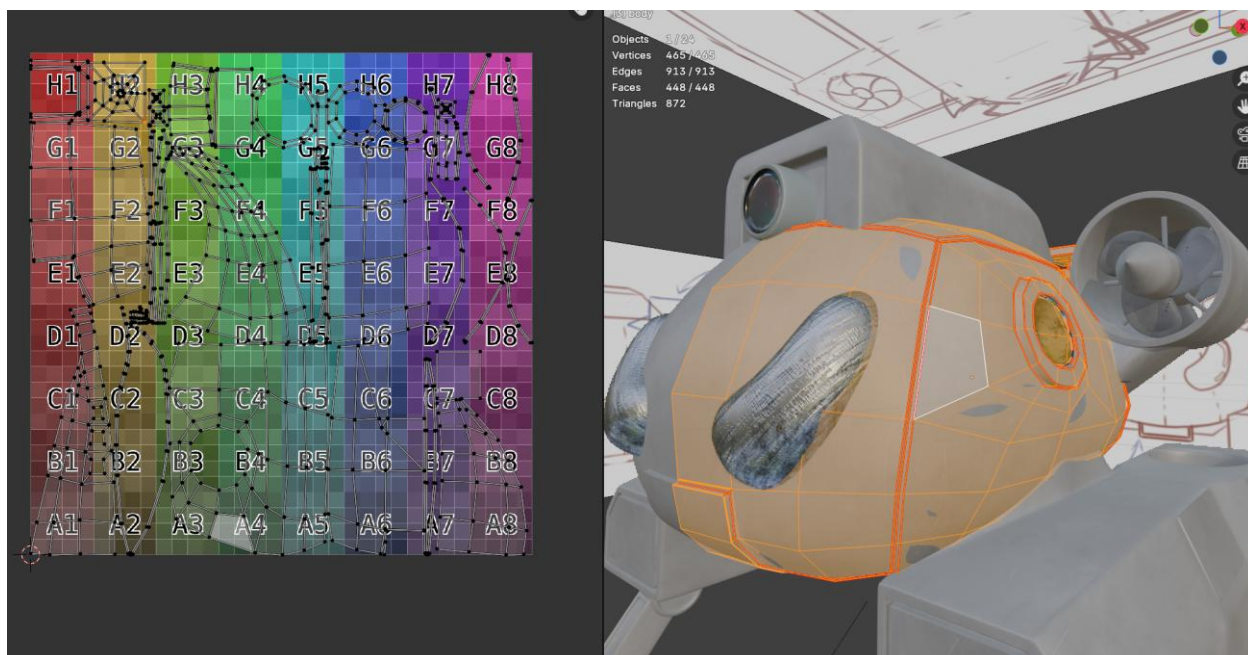 (3) Body
Objects 1/24
Vertices 465/465
Edges 913/913
Faces 448/448
Triangles 872
X
H1 H2 H3 H4 H5 H6 H7 H8
G1 G2 G3 G4 G5 G6 G7 G8
F1 F2 F3 F4 F5 F6 F7 F8
E1 E2 E3 E4 E5 E6 E7 E8
D1 D2 D3 D4 D5 D6 D7 D8
C1 C2 C3 C4 C5 C6 C7 C8
B1 B2 B3 B4 B5 B6 B7 B8
A1 A2 A3 A4 A5 A6 A7 A8